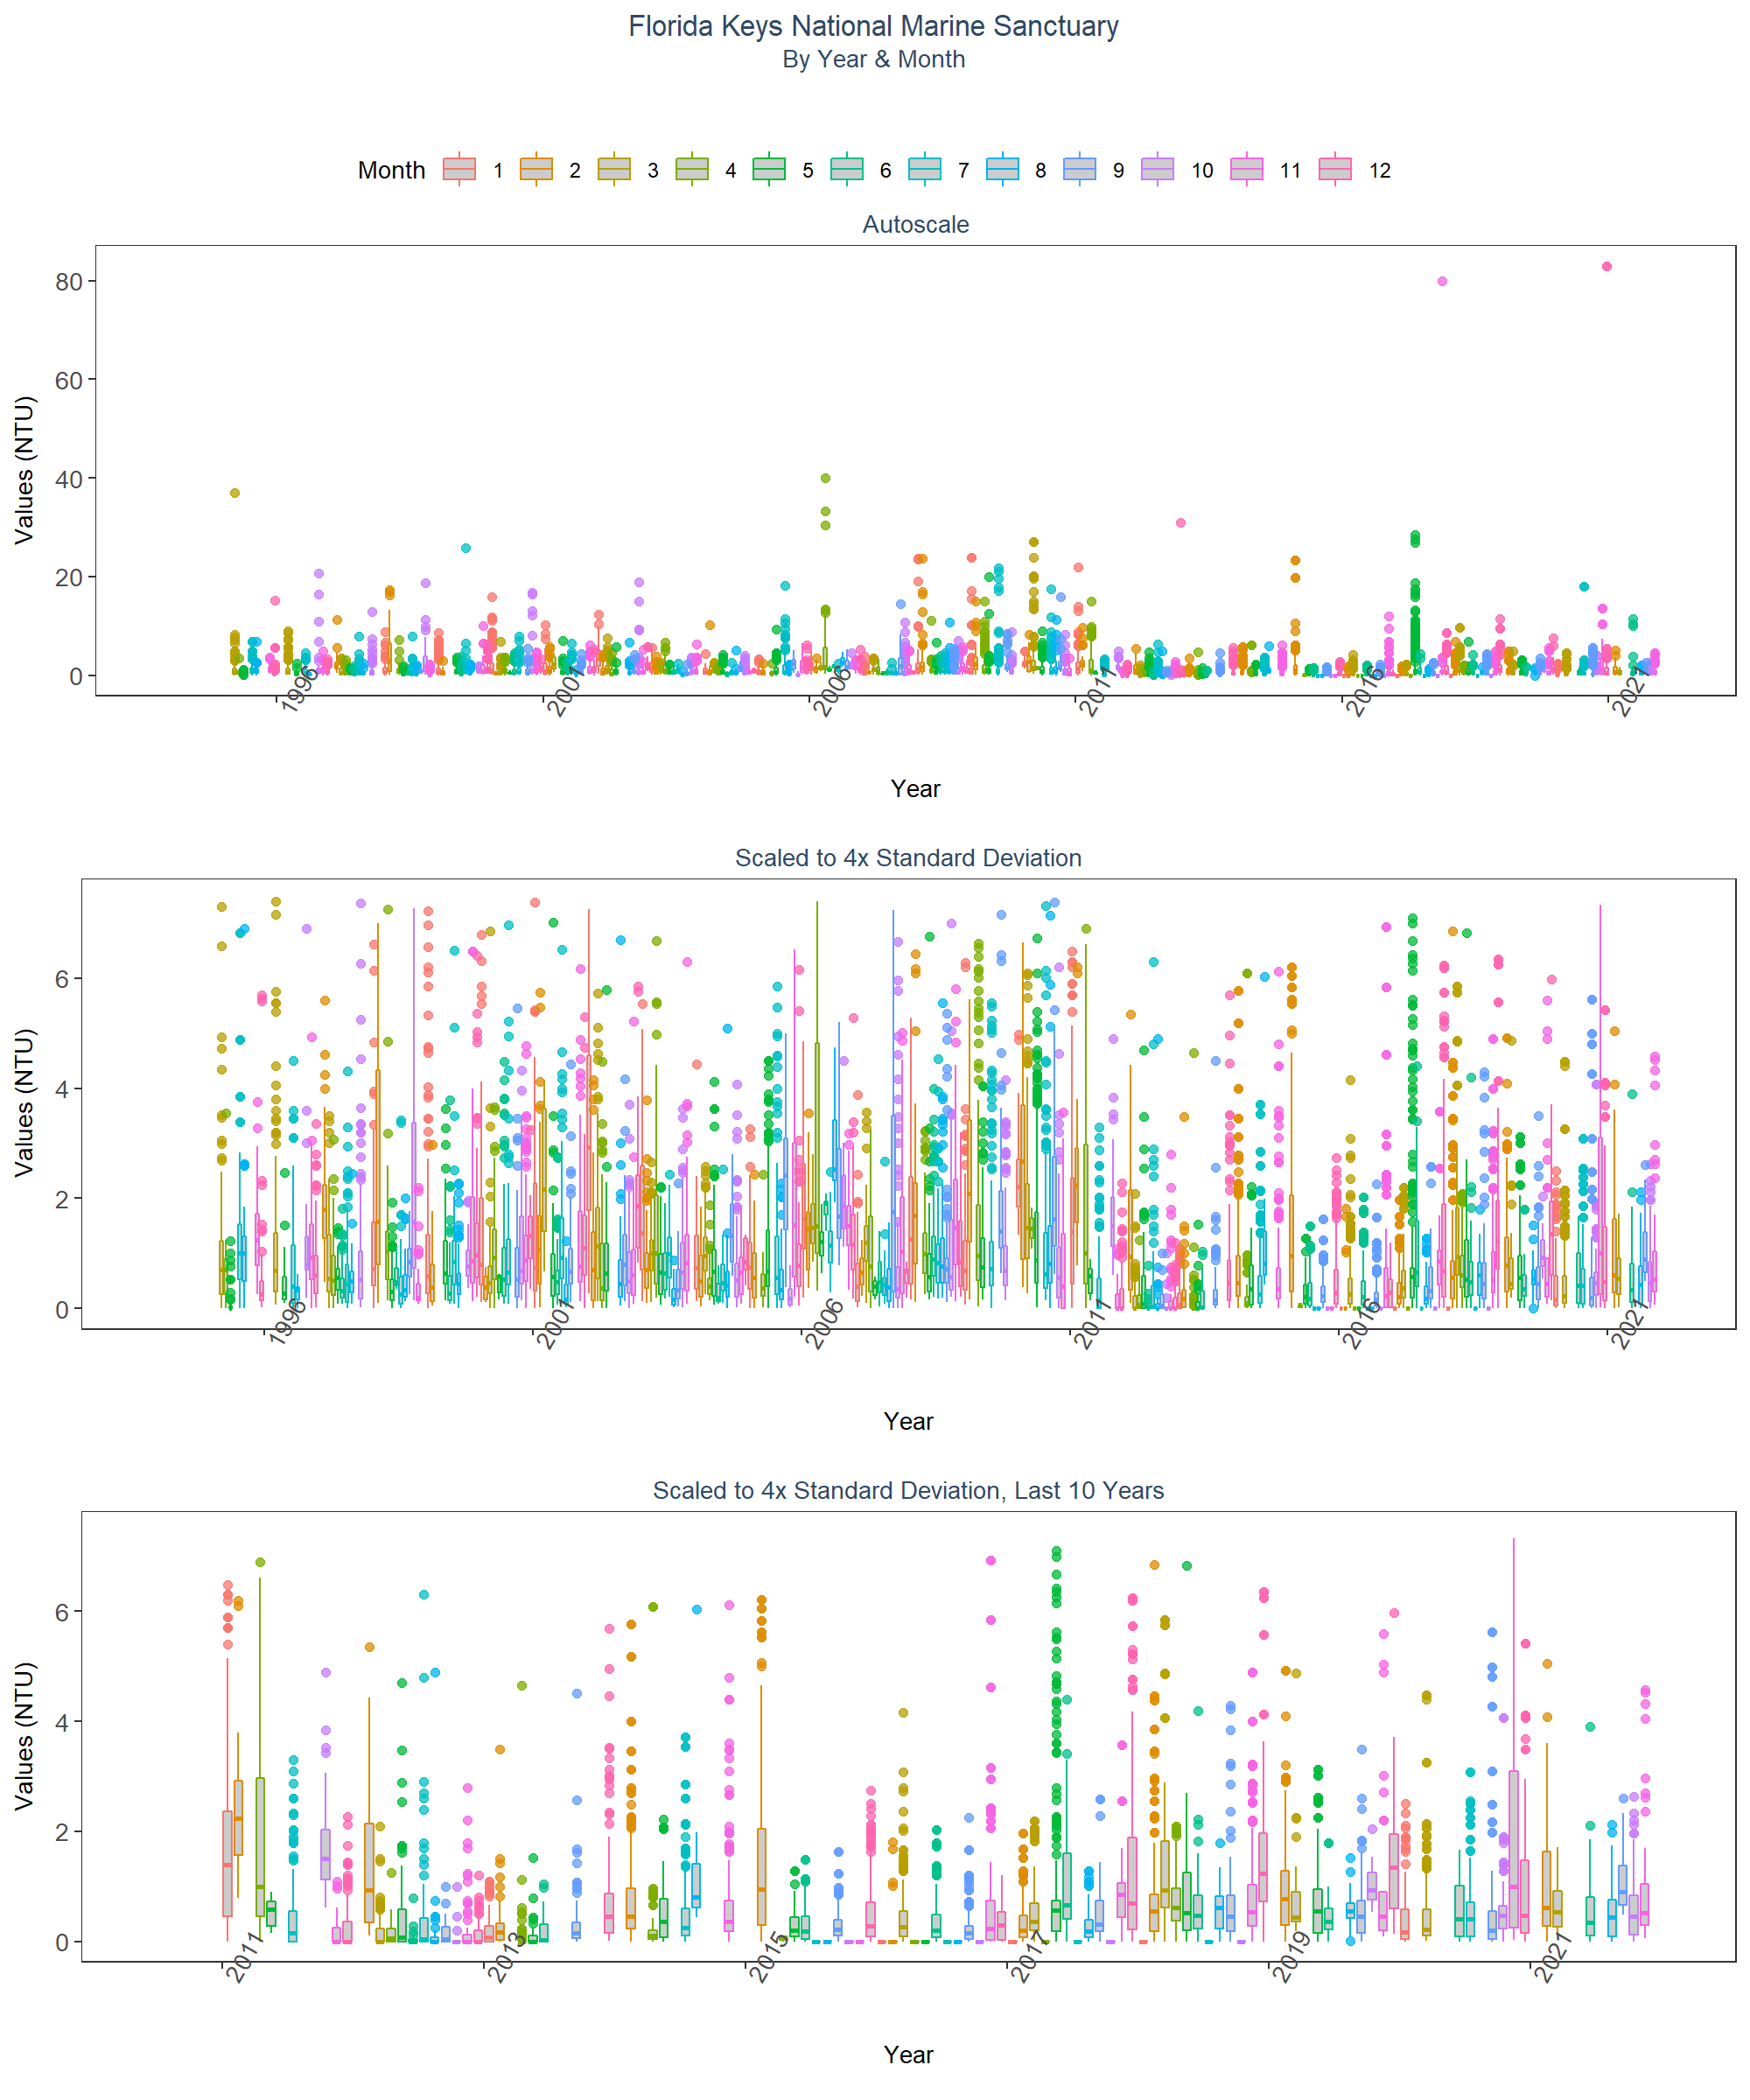 Florida Keys National Marine Sanctuary
By Year & Month
Month 1 2 3 4 5 6 7 8 9 10 11 12
Autoscale
Values (NTU)
80
60
40
20
0
1996 2001 2006 2011 2016 2021
Year
Scaled to 4x Standard Deviation
Values (NTU)
6
4
2
0
1996 2001 2006 2011 2016 2021
Year
Scaled to 4x Standard Deviation, Last 10 Years
Values (NTU)
6
4
2
0
2011 2013 2015 2017 2019 2021
Year